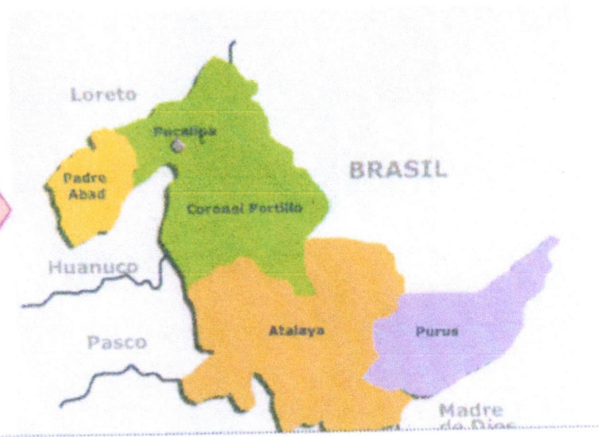 Loreto
Pucallpa
BRASIL
Padre
Abad
Coronel Portillo
Huanuco
Atalaya
Purus
Pasco
Madre
de Dios